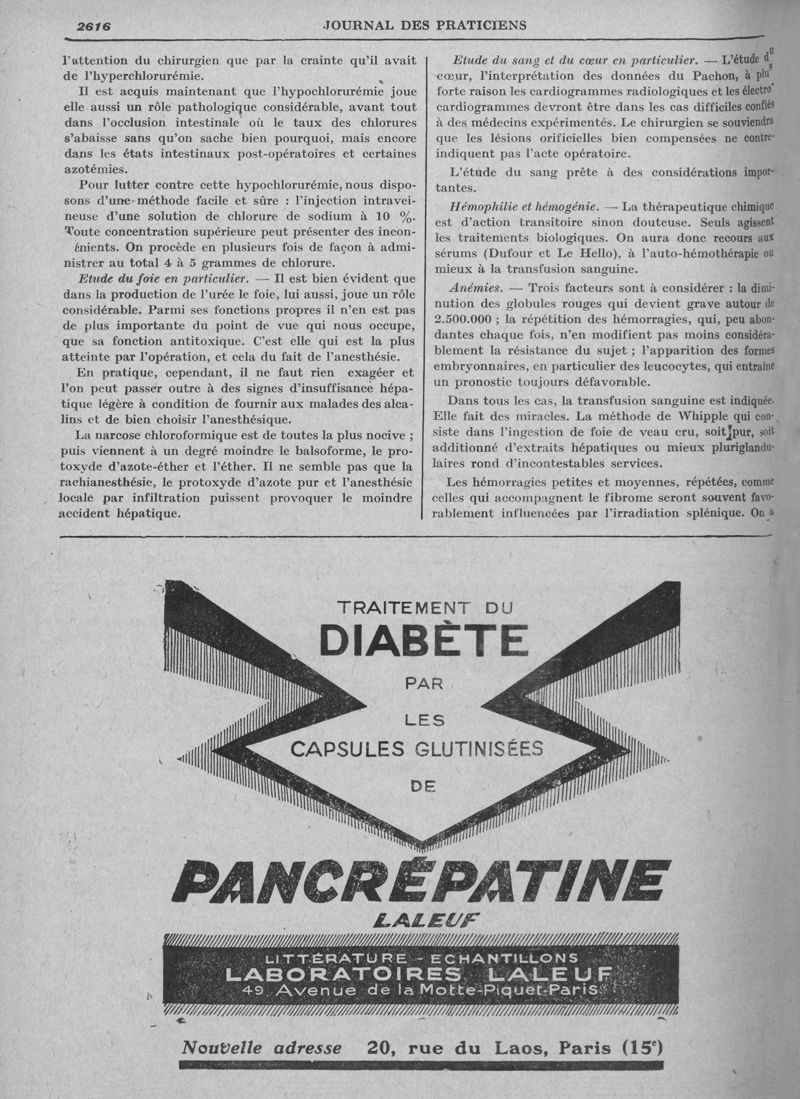 2616
JOURNAL DES PRATICIENS
l'attention du chirurgien que par la crainte qu'il avait
de l'hyperchlorurémie.
Il est acquis maintenant que l'hypochlorurémie joue
elle aussi un rôle pathologique considérable, avant tout
dans l'occlusion intestinale où le taux des chlorures
s'abaisse sans qu'on sache bien pourquoi, mais encore
dans les états intestinaux post-opératoires et certaines
azotémies.
Pour lutter contre cette hypochlorurémie, nous dispo-
sons d'une méthode facile et sûre : l'injection intravei-
neuse d'une solution de chlorure de sodium à 10 %.
Toute concentration supérieure peut présenter des incon-
énients. On procède en plusieurs fois de façon à admi-
nistrer au total 4 à 5 grammes de chlorure.
Etude du foie en particulier. — Il est bien évident que
dans la production de l'urée le foie, lui aussi, joue un rôle
considérable. Parmi ses fonctions propres il n'en est pas
de plus importante du point de vue qui nous occupe,
que sa fonction antitoxique. C'est elle qui est la plus
atteinte par l'opération, et cela du fait de l'anesthésie.
En pratique, cependant, il ne faut rien exagéer et
l'on peut passer outre à des signes d'insuffisance hépa-
tique légère à condition de fournir aux malades des alca-
lins et de bien choisir l'anesthésique.
La narcose chloroformique est de toutes la plus nocive ;
puis viennent à un degré moindre le balsoforme, le pro-
toxyde d'azote-éther et l'éther. Il ne semble pas que la
rachianesthésie, le protoxyde d'azote pur et l'anesthésie
locale par infiltration puissent provoquer le moindre
accident hépatique.
Etude du sang et du cœur en particulier. — L'étude du
cœur, l'interprétation des données du Pachon, à plus
forte raison les cardiogrammes radiologiques et les électro-
cardiogrammes devront être dans les cas difficiles confiés
à des médecins expérimentés. Le chirurgien se souviendra
que les lésions orificielles bien compensées ne contre-
indiquent pas l'acte opératoire.
L'étude du sang prête à des considérations impor-
tantes.
Hémophilie et hémogénie. — La thérapeutique chimique
est d'action transitoire sinon douteuse. Seuls agissent
les traitements biologiques. On aura donc recours aux
sérums (Dufour et Le Hello), à l'auto-hémothérapie ou
mieux à la transfusion sanguine.
Anémies. — Trois facteurs sont à considérer : la dimi-
nution des globules rouges qui devient grave autour de
2.500.000 ; la répétition des hémorragies, qui, peu abon-
dantes chaque fois, n'en modifient pas moins considéra-
blement la résistance du sujet ; l'apparition des formes
embryonnaires, en particulier des leucocytes, qui entraîne
un pronostic toujours défavorable.
Dans tous les cas, la transfusion sanguine est indiquée.
Elle fait des miracles. La méthode de Whipple qui con-
siste dans l'ingestion de foie de veau cru, soit pur, soit
additionné d'extraits hépatiques ou mieux pluriglandu-
laires rond d'incontestables services.
Les hémorragies petites et moyennes, répétées, comme
celles qui accompagnent le fibrome seront souvent favo-
rablement influencées par l'irradiation splénique. On a
TRAITEMENT DU
DIABÈTE
PAR
LES
CAPSULES GLUTINISÉES
DE
PANCRÉPATINE
LALEUF
LITTÉRATURE - ECHANTILLONS
LABORATOIRES LALEUF
49, Avenue de la Motte-Piquet-Paris
Nouvelle adresse 20, rue du Laos, Paris (15e)